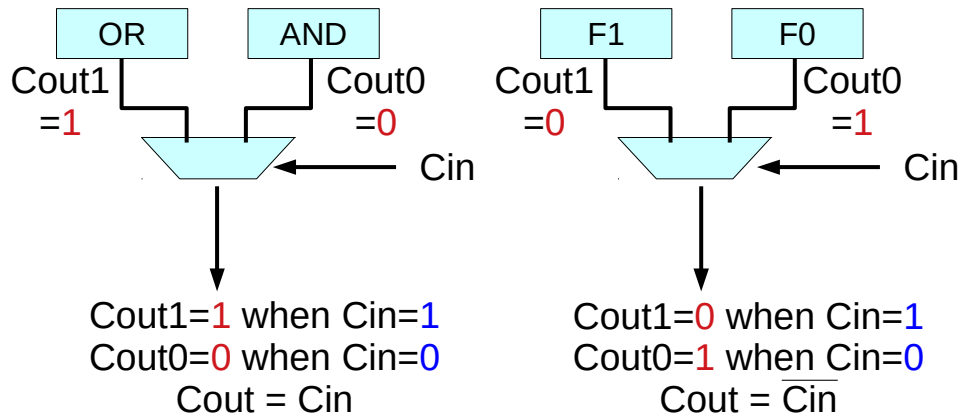 OR AND
Cout1 Cout0
=1 =0
Cin
Cout1=1 when Cin=1
Cout0=0 when Cin=0
Cout = Cin
F1 F0
Cout1 Cout0
=0 =1
Cin
Cout1=0 when Cin=1
Cout0=1 when Cin=0
Cout = C̅i̅n̅